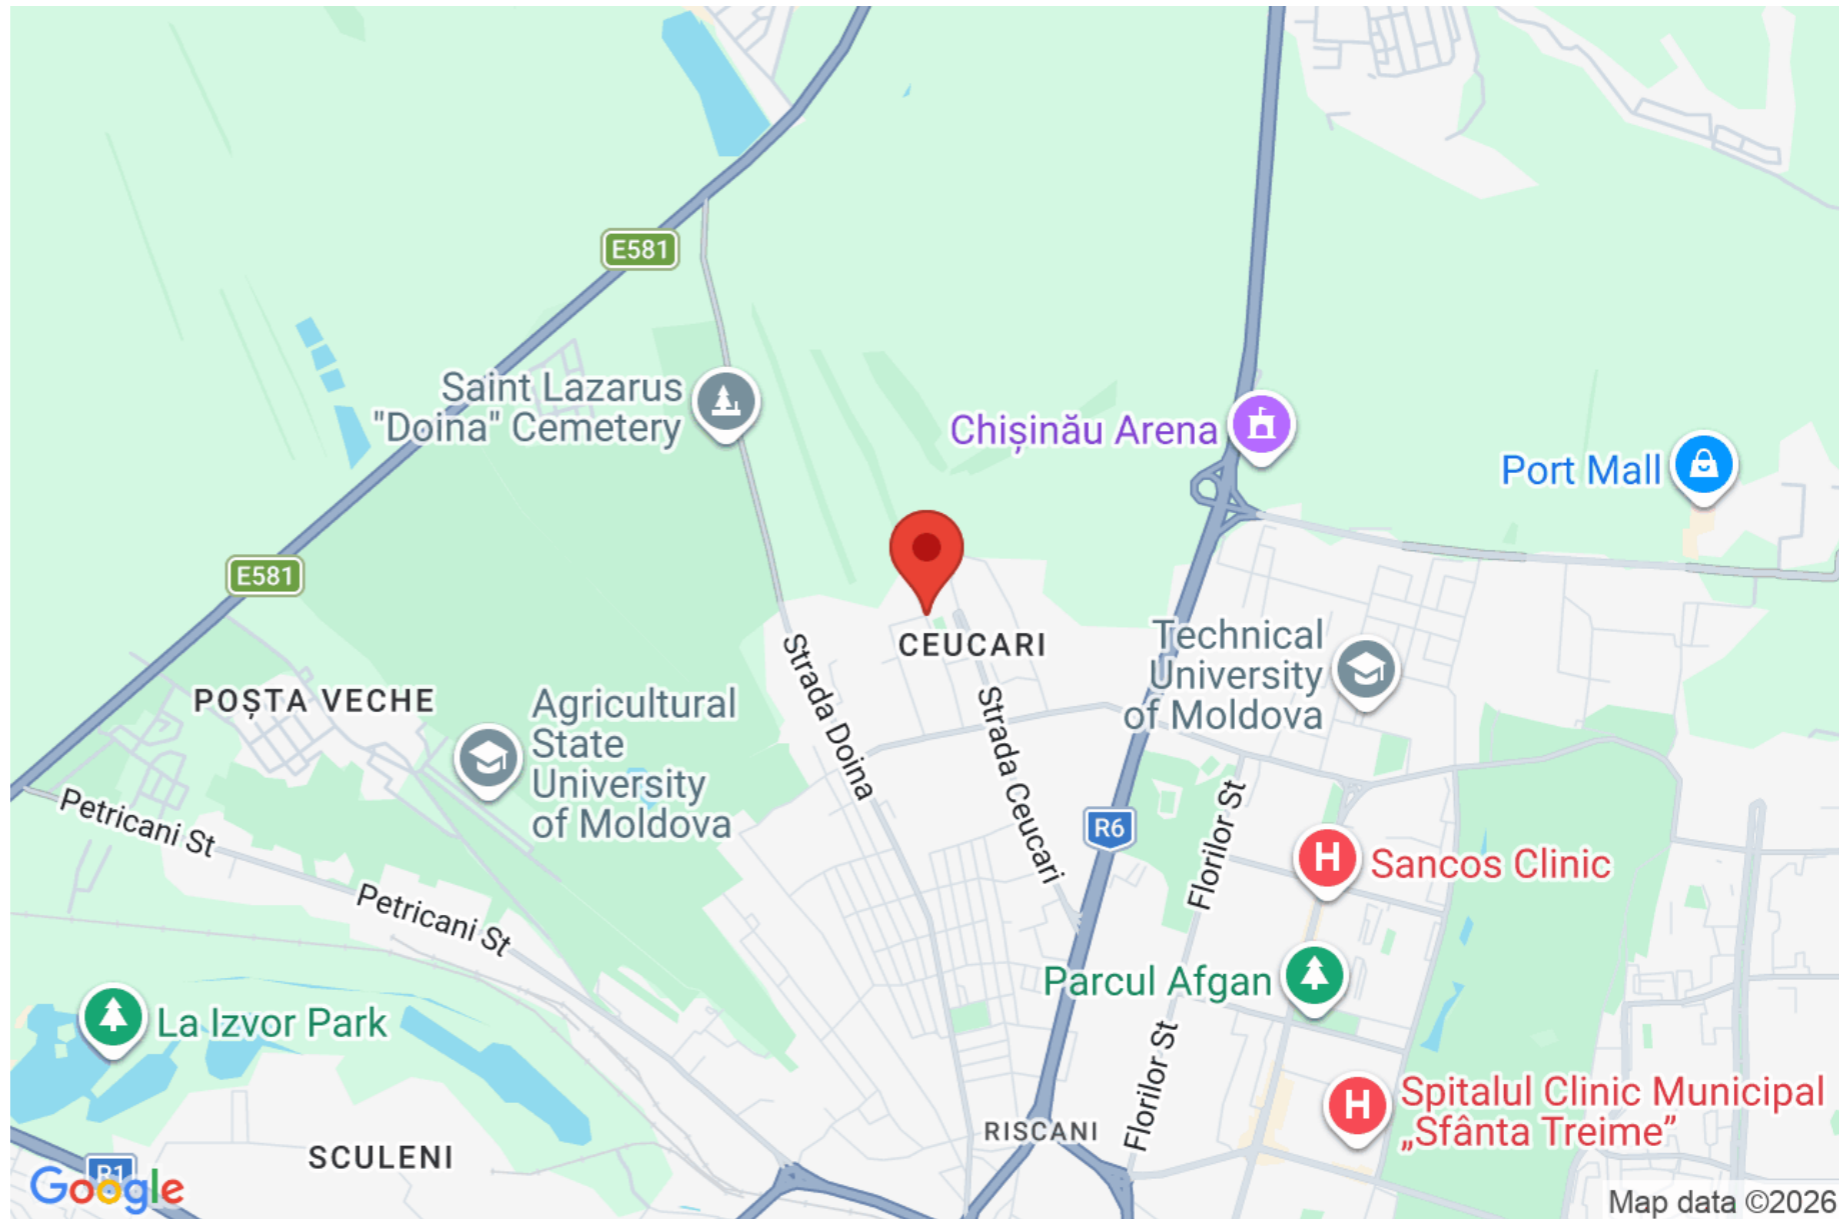 E581
Saint Lazarus
"Doina" Cemetery
Chișinău Arena
Port Mall
E581
CEUCARI
Technical
University
of Moldova
Strada Doina
Strada Ceucari
POȘTA VECHE
Agricultural
State
University
of Moldova
Petricani St
Petricani St
R6
Florilor St
Sancos Clinic
Parcul Afgan
La Izvor Park
Florilor St
Spitalul Clinic Municipal
„Sfânta Treime”
RISCANI
SCULENI
R1
Google
Map data ©2026